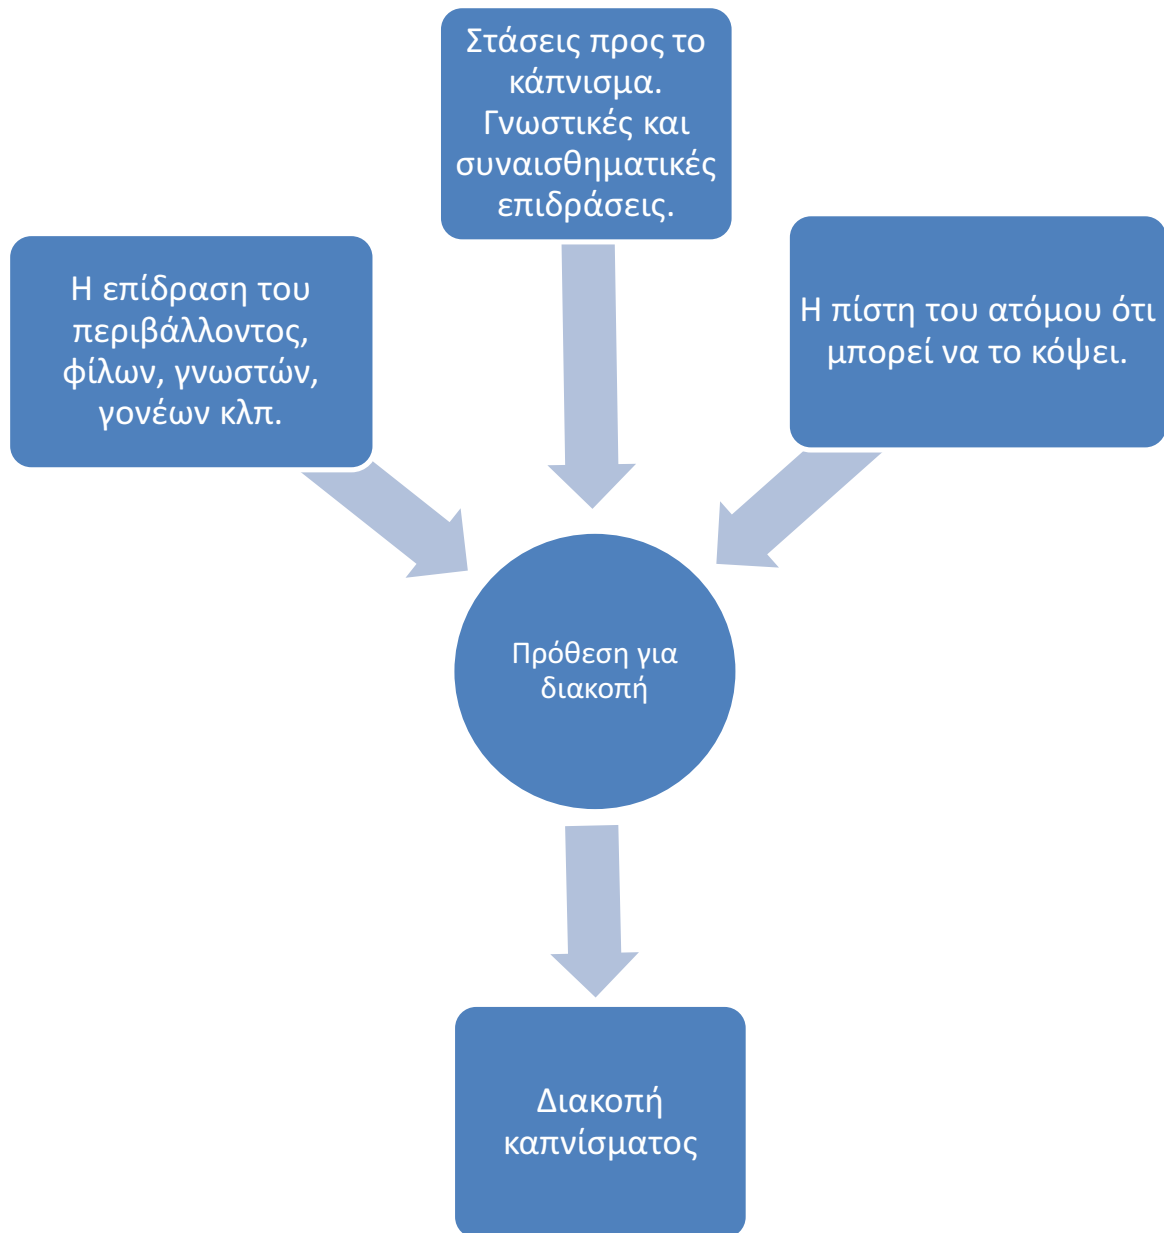 Στάσεις προς το
κάπνισμα.
Γνωστικές και
συναισθηματικές
επιδράσεις.
Η επίδραση του
περιβάλλοντος,
φίλων, γνωστών,
γονέων κλπ.
Η πίστη του ατόμου ότι
μπορεί να το κόψει.
Πρόθεση για
διακοπή
Διακοπή
καπνίσματος